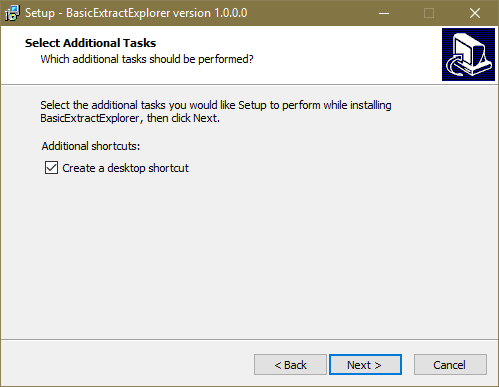 Setup - BasicExtractExplorer version 1.0.0.0
Select Additional Tasks
Which additional tasks should be performed?
Select the additional tasks you would like Setup to perform while installing
BasicExtractExplorer, then click Next.
Additional shortcuts:
Create a desktop shortcut
< Back
Next >
Cancel